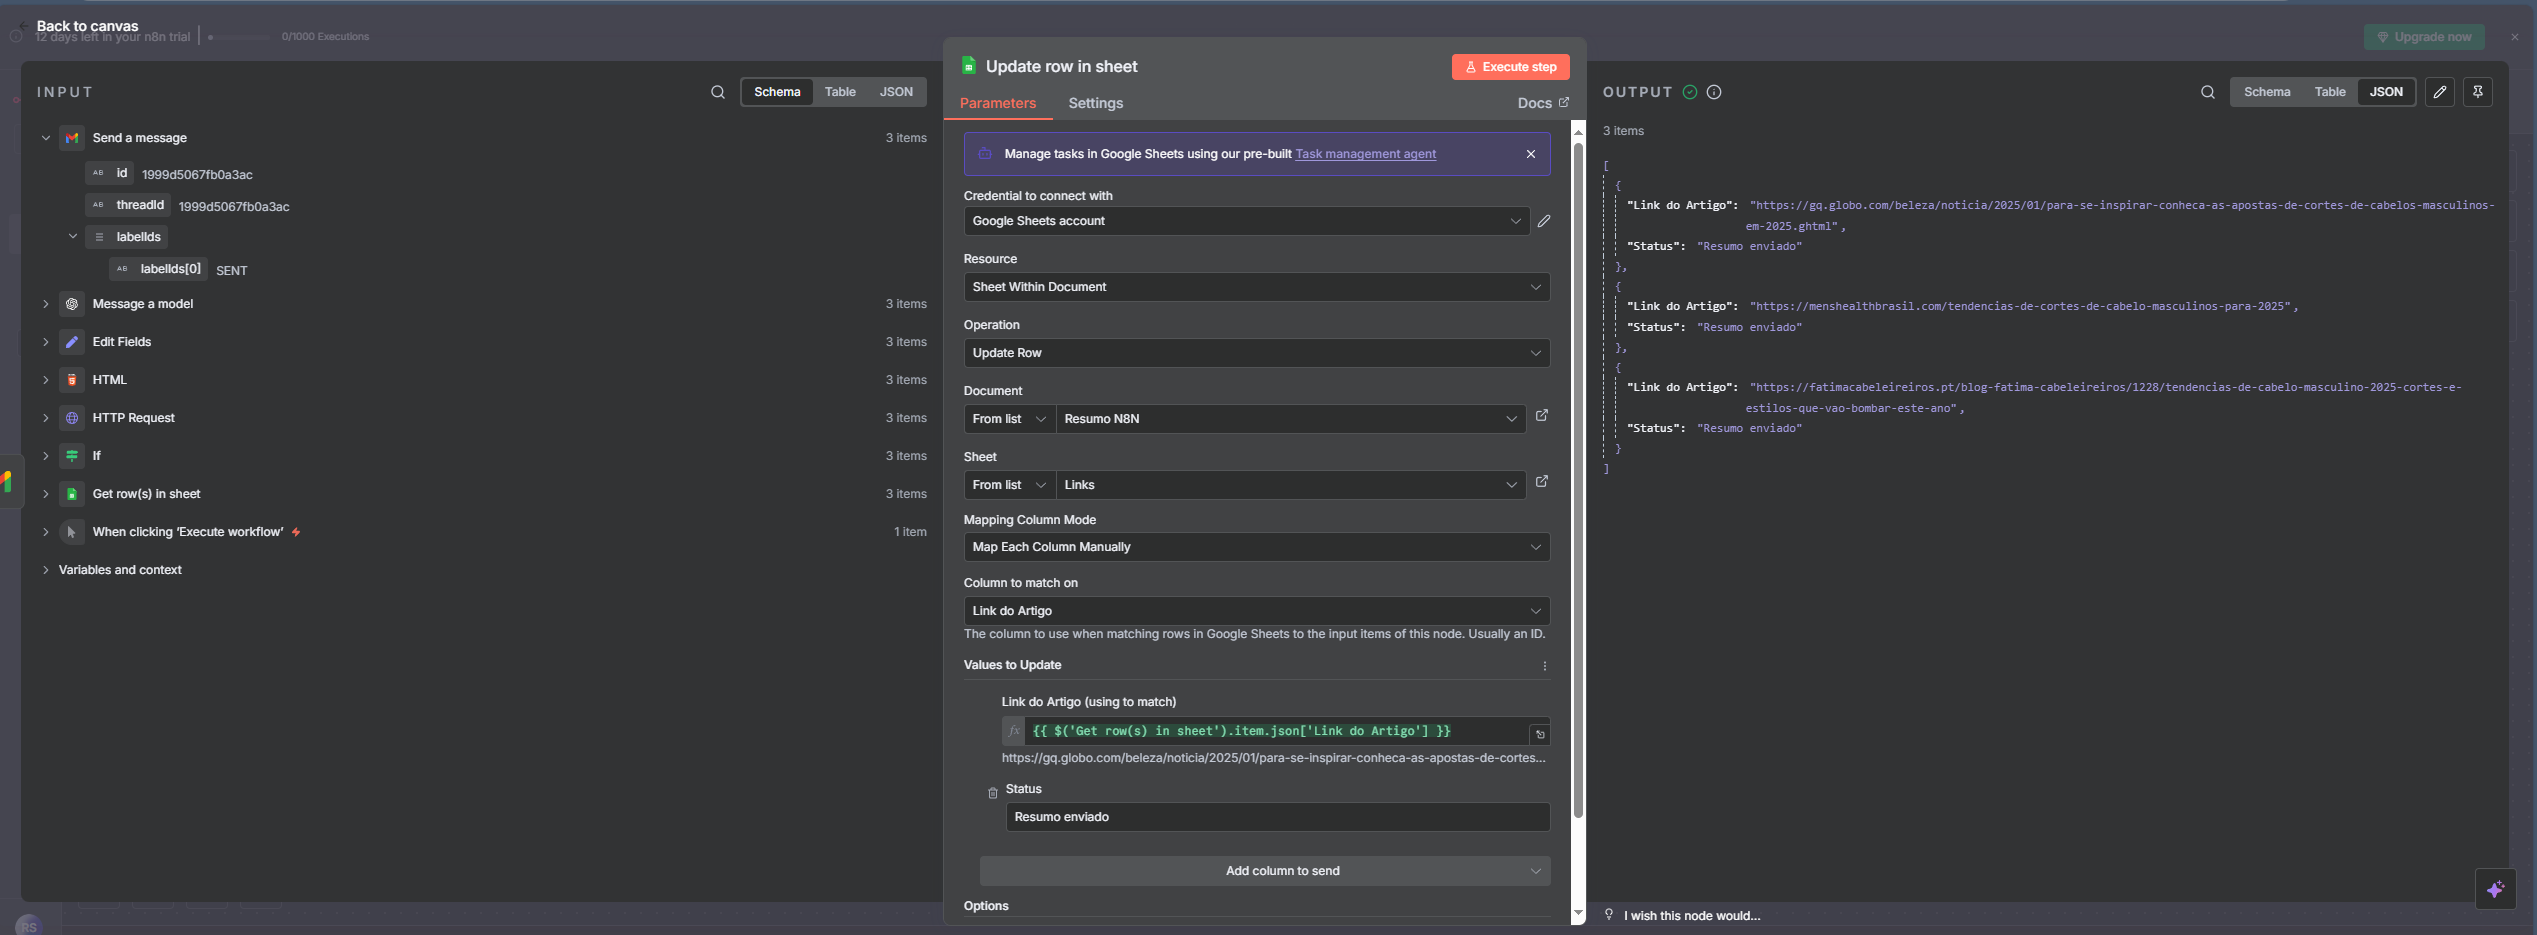 Back to canvas
12 days left in your n8n trial
0/1000 Executions
Upgrade now
INPUT
Schema
Table
JSON
Send a message
3 items
AB id 1999d5067fb0a3ac
AB threadId 1999d5067fb0a3ac
labelIds
AB labelIds[0] SENT
Message a model
3 items
Edit Fields
3 items
HTML
3 items
HTTP Request
3 items
If
3 items
Get row(s) in sheet
3 items
When clicking ‘Execute workflow’
1 item
Variables and context
RS
Update row in sheet
Execute step
Parameters
Settings
Docs
Manage tasks in Google Sheets using our pre-built Task management agent
Credential to connect with
Google Sheets account
Resource
Sheet Within Document
Operation
Update Row
Document
From list
Resumo N8N
Sheet
From list
Links
Mapping Column Mode
Map Each Column Manually
Column to match on
Link do Artigo
The column to use when matching rows in Google Sheets to the input items of this node. Usually an ID.
Values to Update
Link do Artigo (using to match)
fx {{ $('Get row(s) in sheet').item.json['Link do Artigo'] }}
https://gq.globo.com/beleza/noticia/2025/01/para-se-inspirar-conheca-as-apostas-de-cortes...
Status
Resumo enviado
Add column to send
Options
OUTPUT
Schema
Table
JSON
3 items
[
{
"Link do Artigo": "https://gq.globo.com/beleza/noticia/2025/01/para-se-inspirar-conheca-as-apostas-de-cortes-de-cabelos-masculinos-
em-2025.ghtml",
"Status": "Resumo enviado"
},
{
"Link do Artigo": "https://menshealthbrasil.com/tendencias-de-cortes-de-cabelo-masculinos-para-2025",
"Status": "Resumo enviado"
},
{
"Link do Artigo": "https://fatimacabeleireiros.pt/blog-fatima-cabeleireiros/1228/tendencias-de-cabelo-masculino-2025-cortes-e-
estilos-que-vao-bombar-este-ano",
"Status": "Resumo enviado"
}
]
I wish this node would...